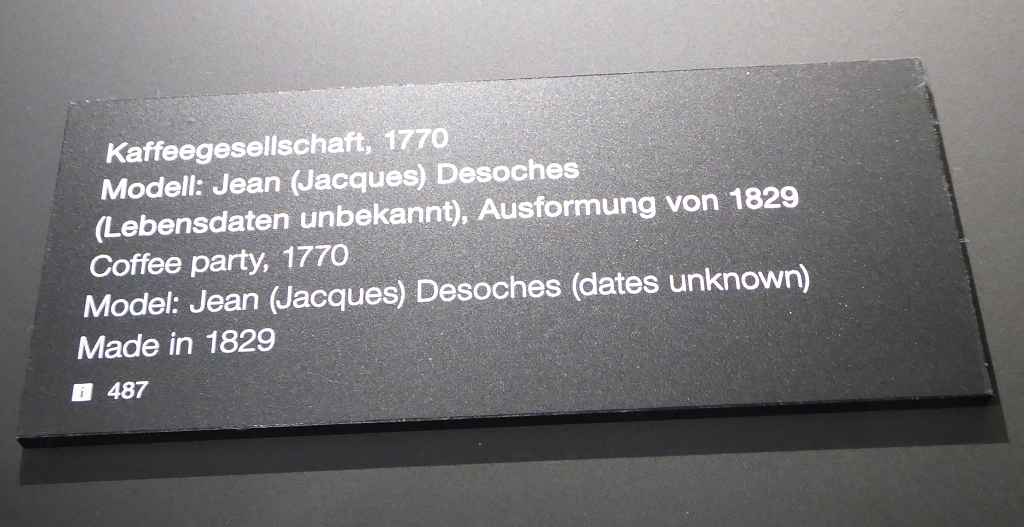 Kaffeegesellschaft, 1770
Modell: Jean (Jacques) Desoches
(Lebensdaten unbekannt), Ausformung von 1829
Coffee party, 1770
Model: Jean (Jacques) Desoches (dates unknown)
Made in 1829
i 487